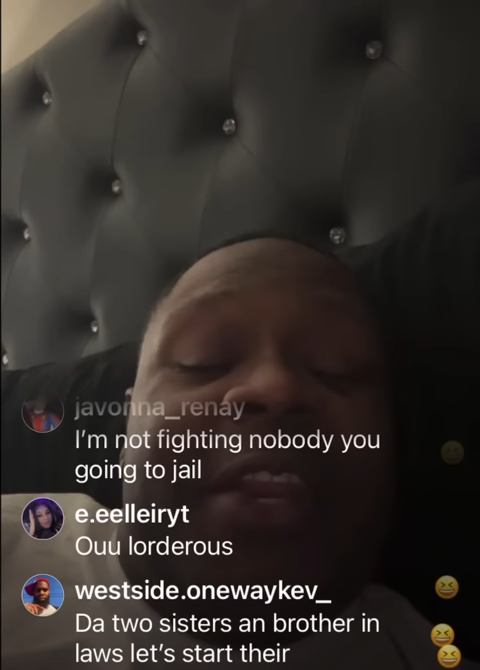 javonna_renay
I'm not fighting nobody you
going to jail
e.eelleiryt
Ouu lorderous
westside.onewaykev_
Da two sisters an brother in
laws let's start their